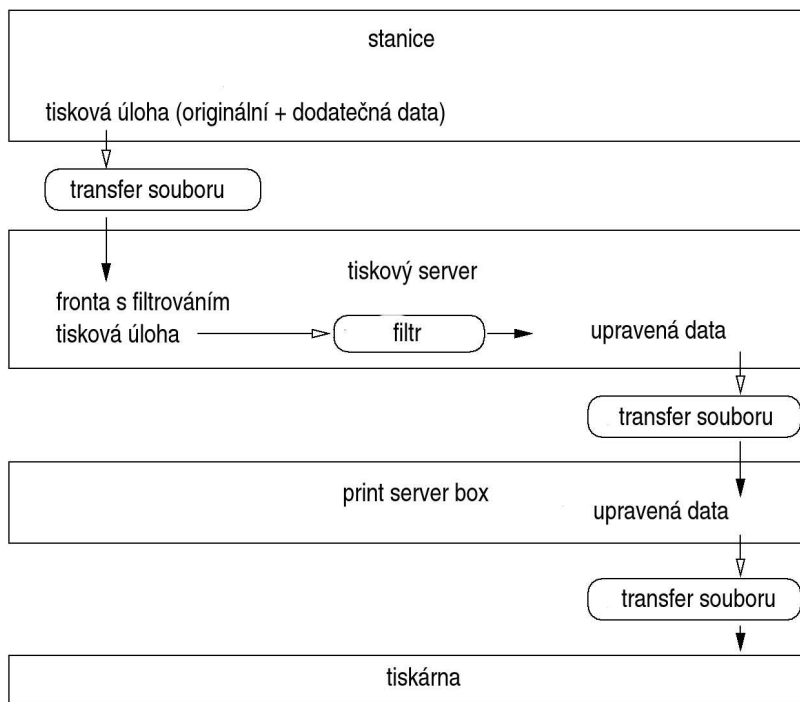 stanice
tisková úloha (originální + dodatečná data)
transfer souboru
tiskový server
fronta s filtrováním
tisková úloha
filtr
upravená data
transfer souboru
print server box
upravená data
transfer souboru
tiskárna